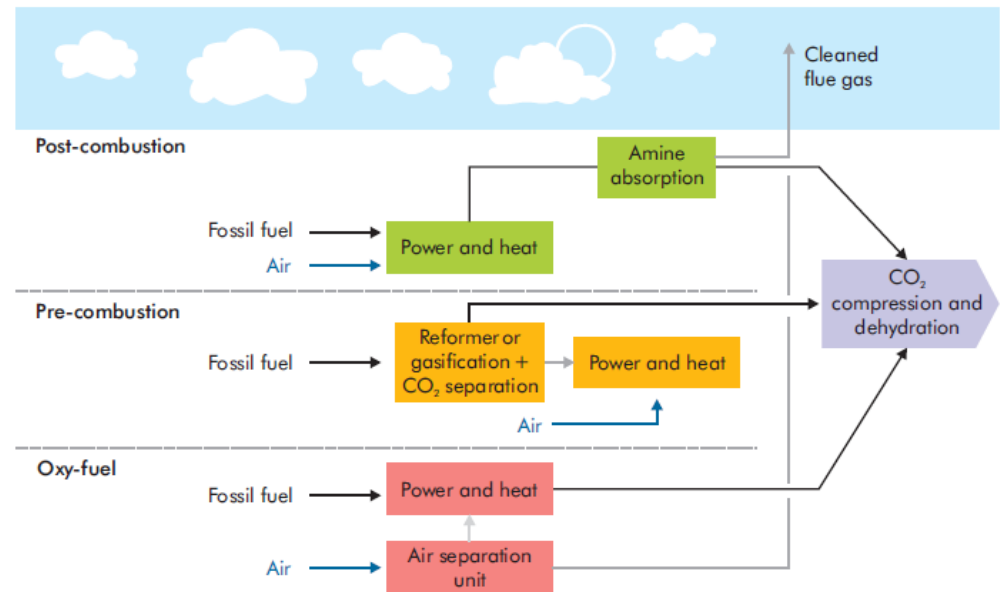 Cleaned
flue gas
Post-combustion
Amine
absorption
Fossil fuel
Air
Power and heat
CO₂
compression and
dehydration
Pre-combustion
Fossil fuel
Reformer or
gasification +
CO₂ separation
Power and heat
Air
Oxy-fuel
Fossil fuel
Power and heat
Air
Air separation
unit